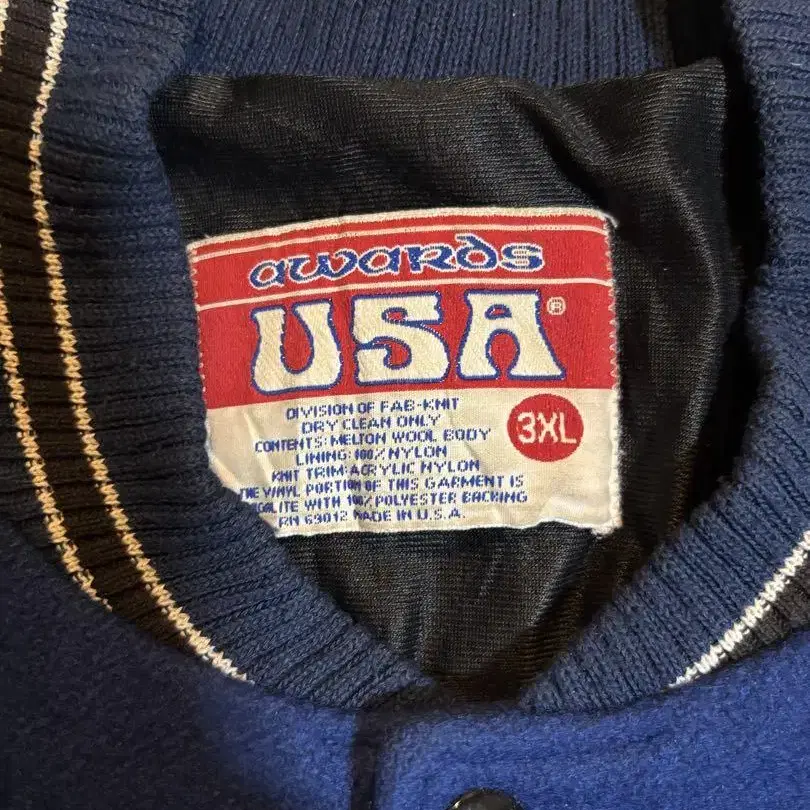 awards
USA®
DIVISION OF FAB-KNIT
DRY CLEAN ONLY
CONTENTS: MELTON WOOL BODY
LINING: 100% NYLON
KNIT TRIM: ACRYLIC NYLON
THE VINYL PORTION OF THIS GARMENT IS
WITH 100% POLYESTER BACKING
RN 69012 MADE IN U.S.A.
3XL